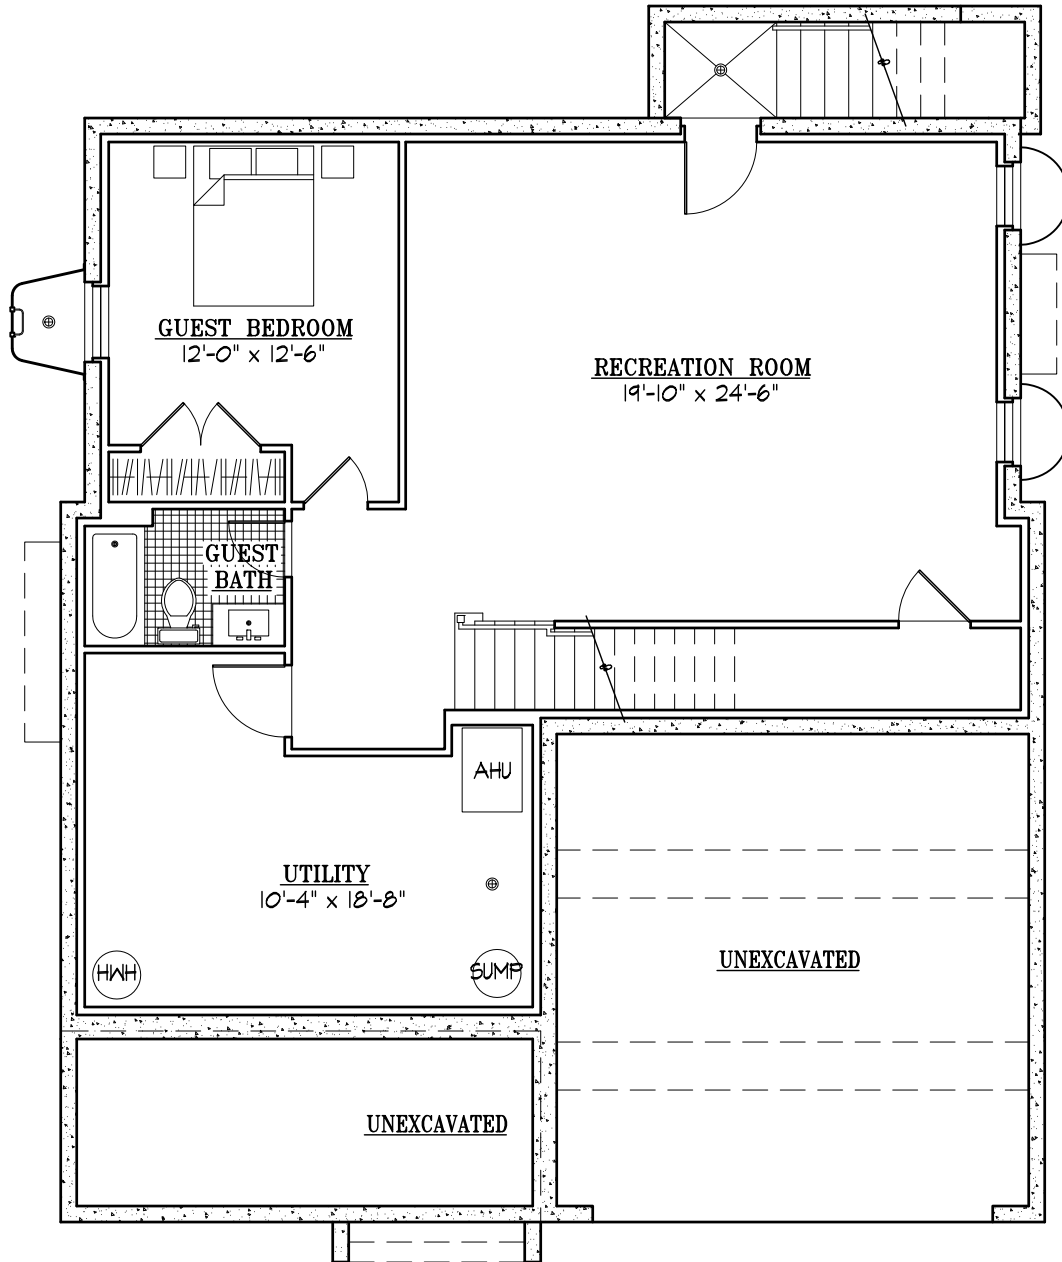 GUEST BEDROOM
12'-0" x 12'-6"
RECREATION ROOM
19'-10" x 24'-6"
GUEST
BATH
AHU
UTILITY
10'-4" x 18'-8"
HWH
SUMP
UNEXCAVATED
UNEXCAVATED